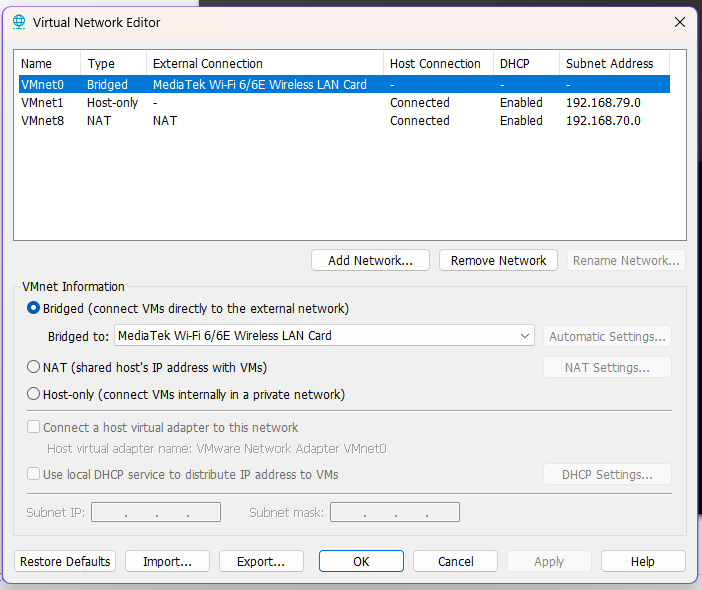 Virtual Network Editor
Name Type External Connection Host Connection DHCP Subnet Address
VMnet0 Bridged MediaTek Wi-Fi 6/6E Wireless LAN Card - - -
VMnet1 Host-only - Connected Enabled 192.168.79.0
VMnet8 NAT NAT Connected Enabled 192.168.70.0
Add Network... Remove Network Rename Network...
VMnet Information
Bridged (connect VMs directly to the external network)
Bridged to: MediaTek Wi-Fi 6/6E Wireless LAN Card Automatic Settings...
NAT (shared host's IP address with VMs) NAT Settings...
Host-only (connect VMs internally in a private network)
Connect a host virtual adapter to this network
Host virtual adapter name: VMware Network Adapter VMnet0
Use local DHCP service to distribute IP address to VMs DHCP Settings...
Subnet IP: . . . Subnet mask: . . .
Restore Defaults Import... Export... OK Cancel Apply Help